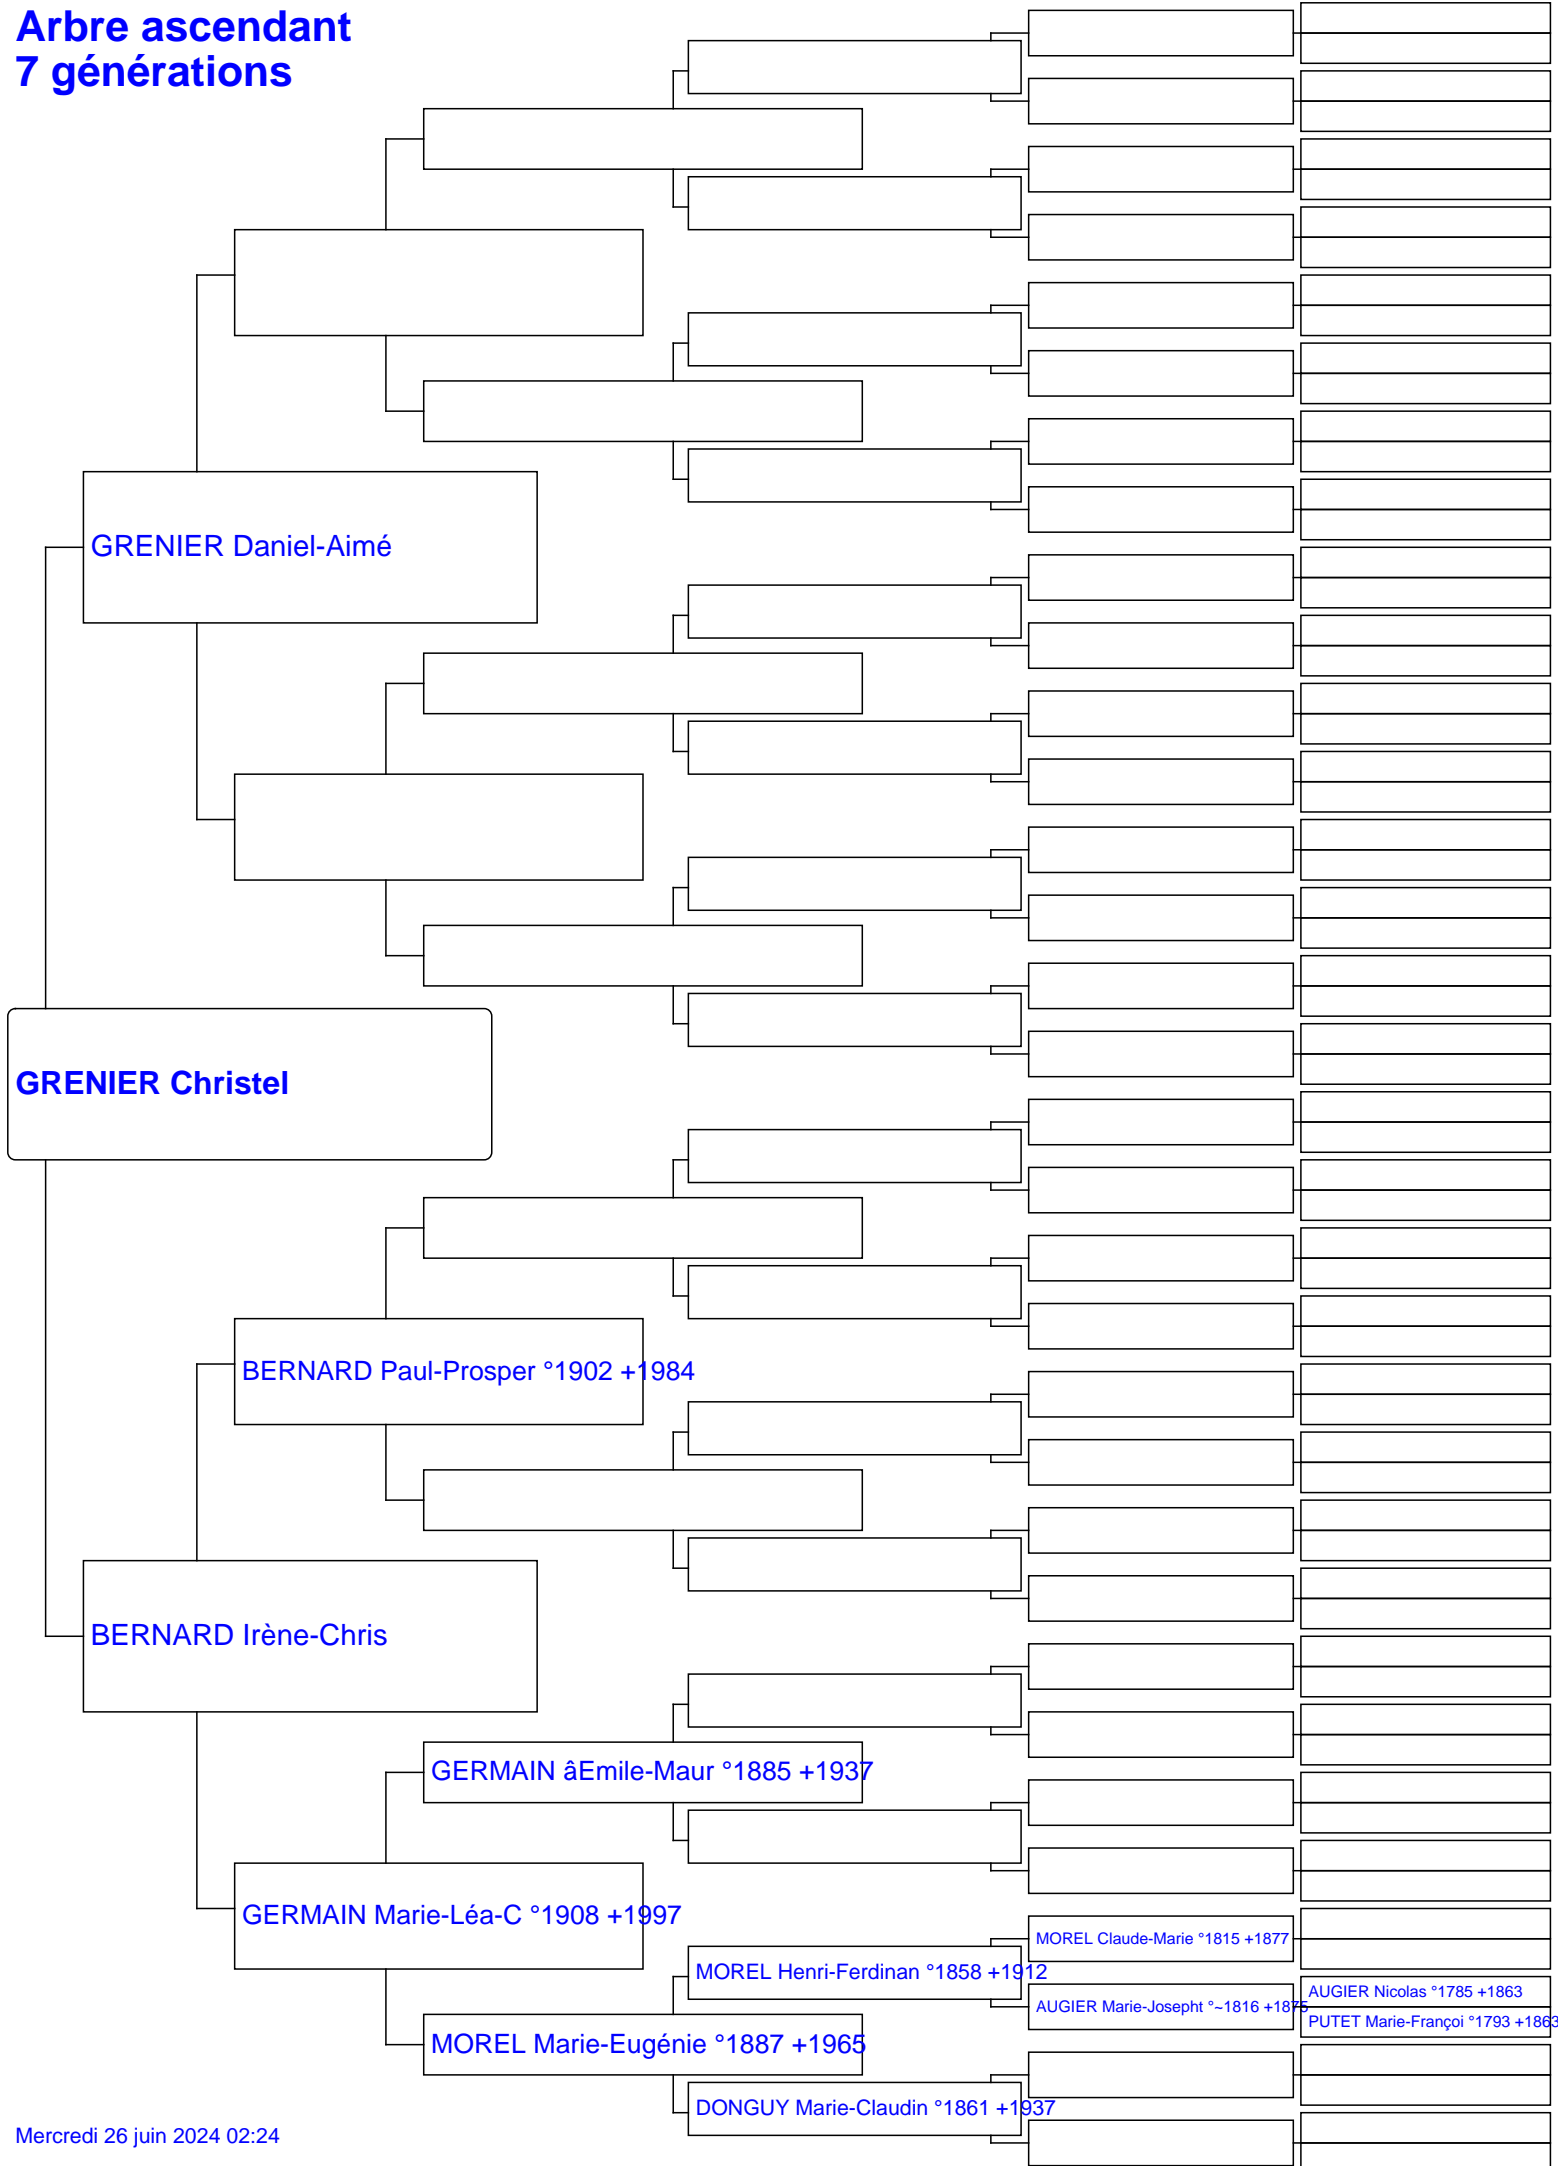 Arbre ascendant
7 générations
GRENIER Daniel-Aimé
GRENIER Christel
BERNARD Paul-Prosper °1902 +1984
BERNARD Irène-Chris
GERMAIN âEmile-Maur °1885 +1937
GERMAIN Marie-Léa-C °1908 +1997
MOREL Claude-Marie °1815 +1877
MOREL Henri-Ferdinan °1858 +1912
AUGIER Nicolas °1785 +1863
AUGIER Marie-Josepht °~1816 +1875
PUTET Marie-Françoi °1793 +1863
MOREL Marie-Eugénie °1887 +1965
DONGUY Marie-Claudin °1861 +1937
Mercredi 26 juin 2024 02:24